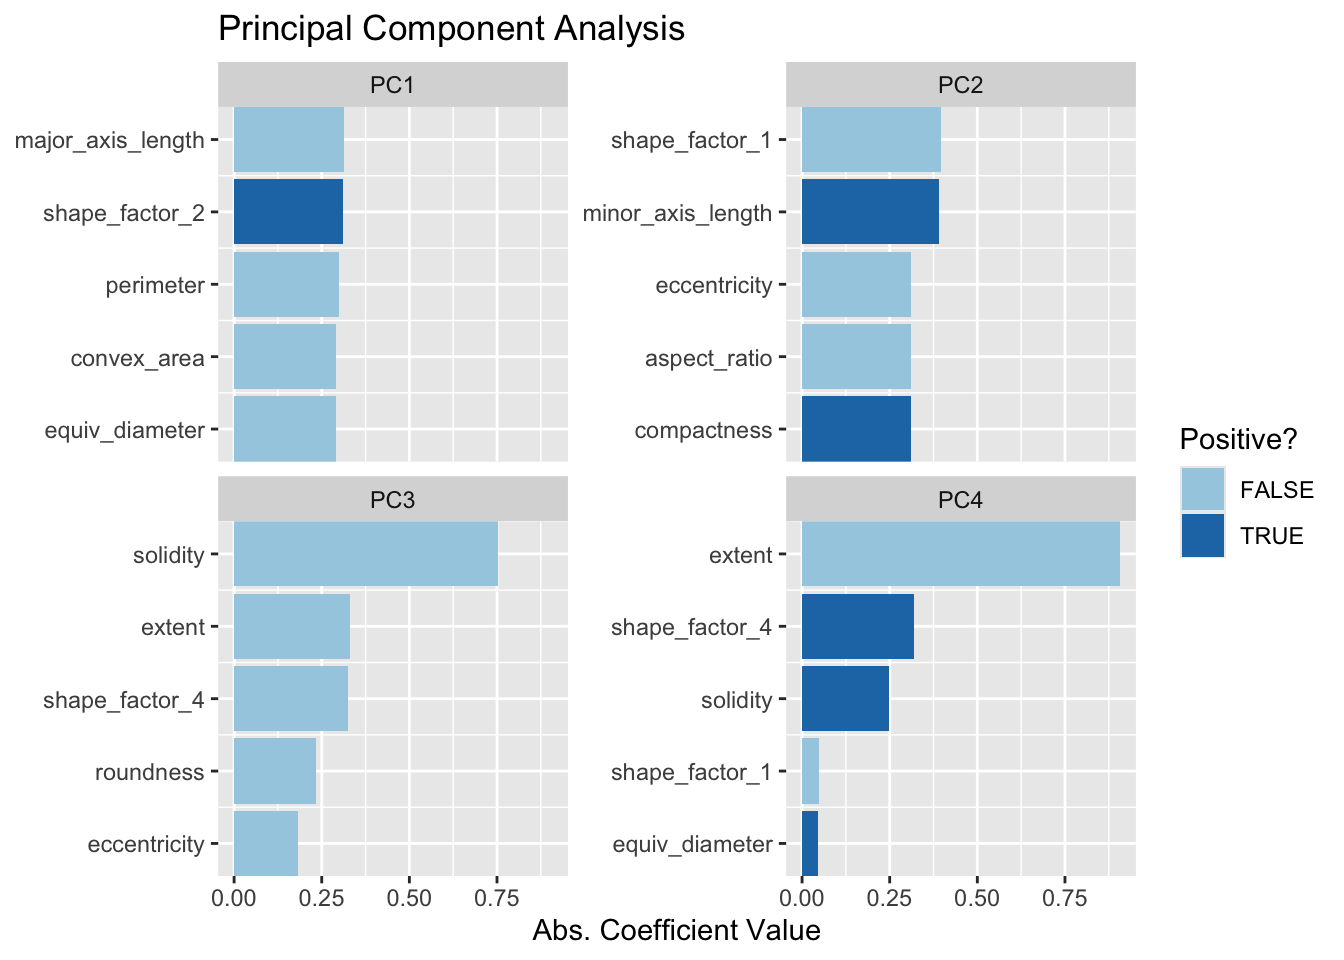 Principal Component Analysis
PC1
major_axis_length
shape_factor_2
perimeter
convex_area
equiv_diameter
PC2
shape_factor_1
minor_axis_length
eccentricity
aspect_ratio
compactness
PC3
solidity
extent
shape_factor_4
roundness
eccentricity
0.00 0.25 0.50 0.75
PC4
extent
shape_factor_4
solidity
shape_factor_1
equiv_diameter
0.00 0.25 0.50 0.75
Abs. Coefficient Value
Positive?
FALSE
TRUE